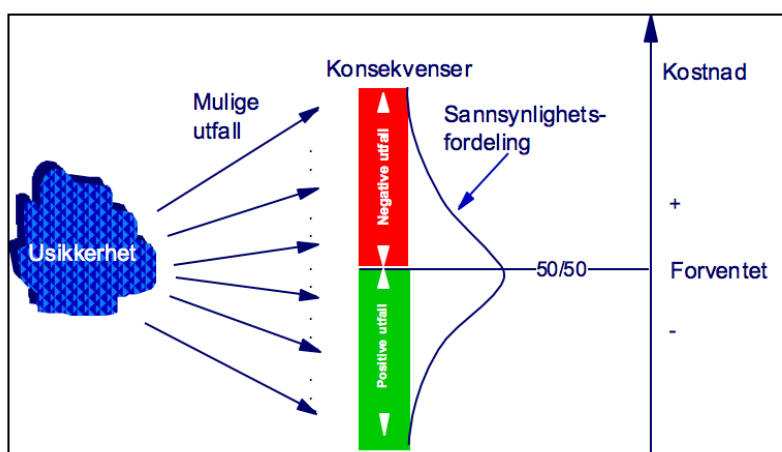 Konsekvenser
Kostnad
Mulige
utfall
Sannsynlighets-
fordeling
Negative utfall
+
Usikkerhet
50/50
Forventet
Positive utfall
-